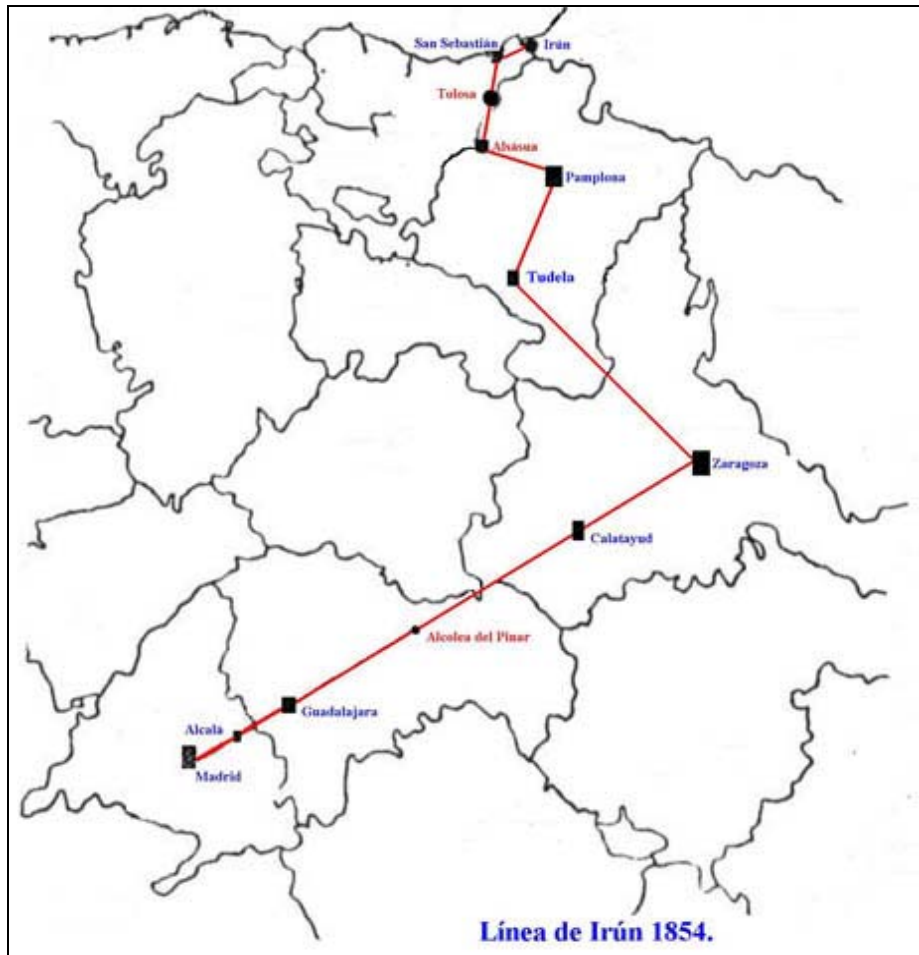 San Sebastián
Irún
Tolosa
Alsásua
Pamplona
Tudela
Zaragoza
Calatayud
Alcolea del Pinar
Guadalajara
Alcalá
Madrid
Línea de Irún 1854.